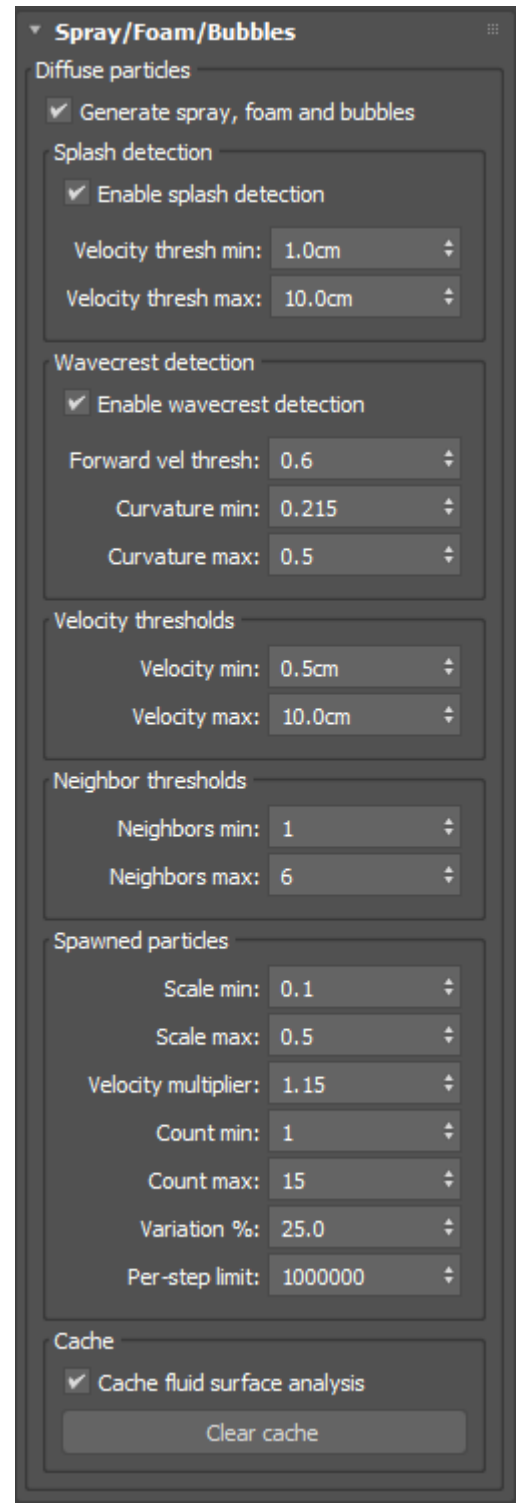 Spray/Foam/Bubbles
Diffuse particles
Generate spray, foam and bubbles
Splash detection
Enable splash detection
Velocity thresh min: 1.0cm
Velocity thresh max: 10.0cm
Wavecrest detection
Enable wavecrest detection
Forward vel thresh: 0.6
Curvature min: 0.215
Curvature max: 0.5
Velocity thresholds
Velocity min: 0.5cm
Velocity max: 10.0cm
Neighbor thresholds
Neighbors min: 1
Neighbors max: 6
Spawned particles
Scale min: 0.1
Scale max: 0.5
Velocity multiplier: 1.15
Count min: 1
Count max: 15
Variation %: 25.0
Per-step limit: 1000000
Cache
Cache fluid surface analysis
Clear cache